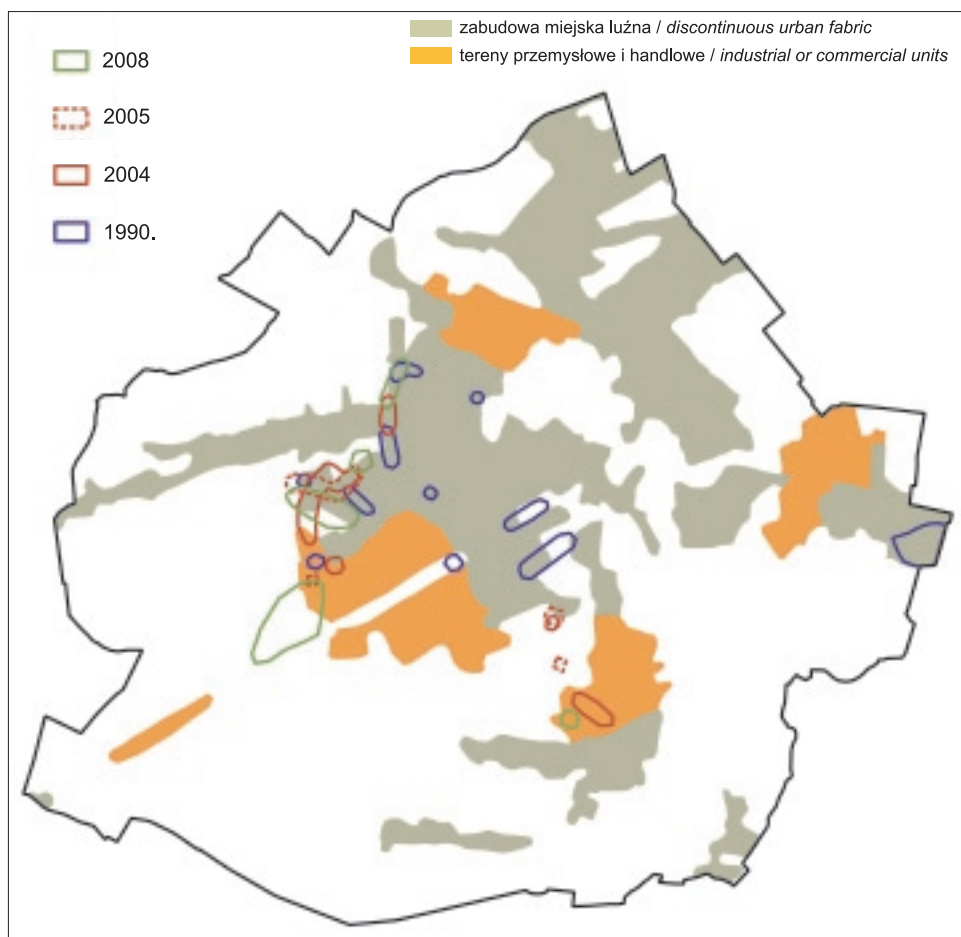 zabudowa miejska luźna / discontinuous urban fabric
tereny przemysłowe i handlowe / industrial or commercial units
2008
2005
2004
1990.